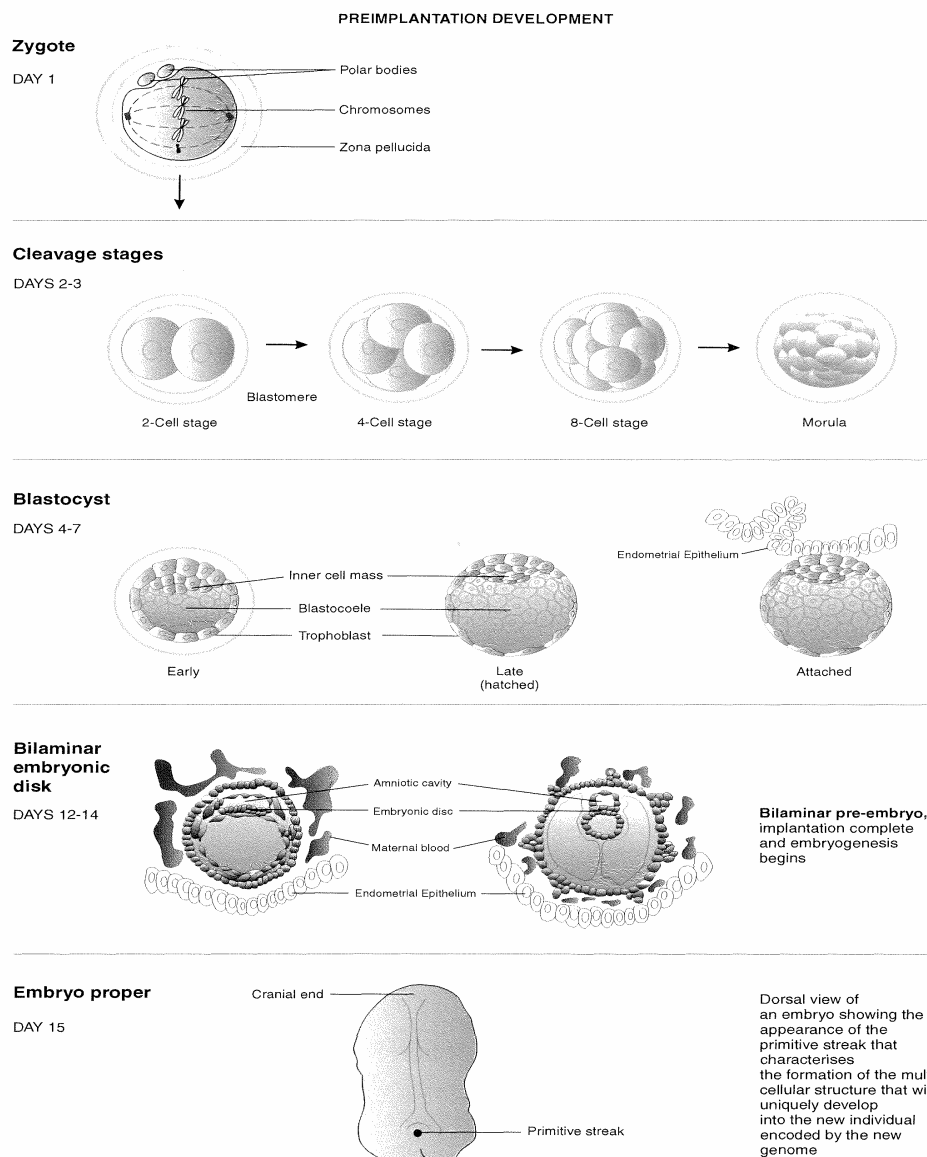 PREIMPLANTATION DEVELOPMENT
Zygote
DAY 1
Polar bodies
Chromosomes
Zona pellucida
Cleavage stages
DAYS 2-3
Blastomere
2-Cell stage
4-Cell stage
8-Cell stage
Morula
Blastocyst
DAYS 4-7
Endometrial Epithelium
Inner cell mass
Blastocoele
Trophoblast
Early
Late
(hatched)
Attached
Bilaminar
embryonic
disk
DAYS 12-14
Amniotic cavity
Embryonic disc
Maternal blood
Endometrial Epithelium
Bilaminar pre-embryo,
implantation complete
and embryogenesis
begins
Embryo proper
DAY 15
Cranial end
Primitive streak
Dorsal view of
an embryo showing the
appearance of the
primitive streak that
characterises
the formation of the mul
cellular structure that wi
uniquely develop
into the new individual
encoded by the new
genome